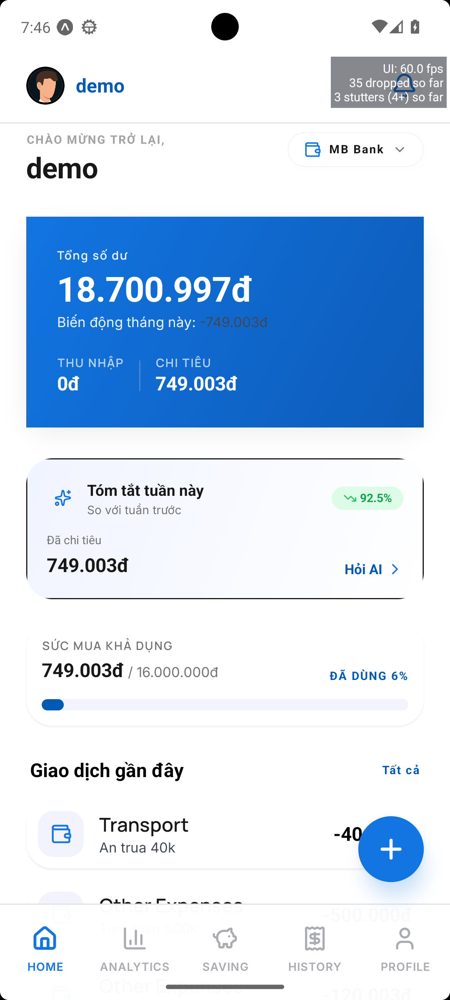 7:46
demo
UI: 60.0 fps
35 dropped so far
3 stutters (4+) so far
CHÀO MỪNG TRỞ LẠI,
demo
MB Bank
Tổng số dư
18.700.997đ
Biến động tháng này: -749.003đ
THU NHẬP
0đ
CHI TIÊU
749.003đ
Tóm tắt tuần này
So với tuần trước
92.5%
Đã chi tiêu
749.003đ
Hỏi AI
SỨC MUA KHẢ DỤNG
749.003đ / 16.000.000đ
ĐÃ DÙNG 6%
Giao dịch gần đây
Tất cả
Transport
An trua 40k
-40
Other Expenses
-500.000đ
Tien tuan 500k
HOME
ANALYTICS
SAVING
HISTORY
PROFILE
Other Expenses
-120.003đ